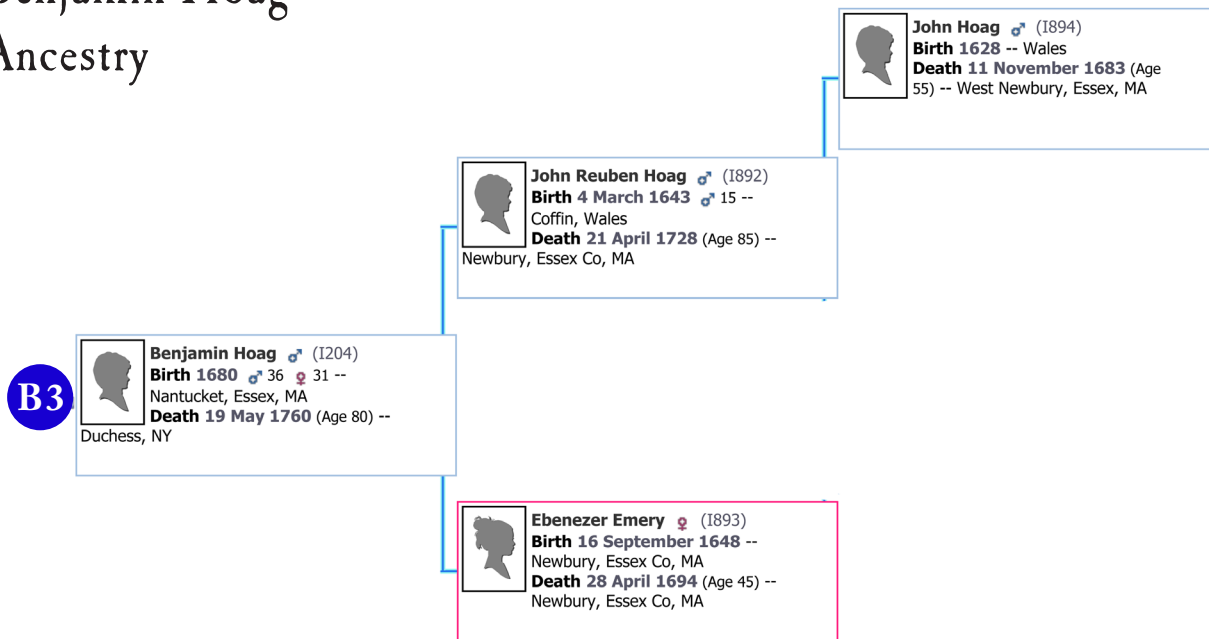 Benjamin Hoag
Ancestry
John Hoag ♂ (I894)
Birth 1628 -- Wales
Death 11 November 1683 (Age
55) -- West Newbury, Essex, MA
John Reuben Hoag ♂ (I892)
Birth 4 March 1643 ♂ 15 --
Coffin, Wales
Death 21 April 1728 (Age 85) --
Newbury, Essex Co, MA
B3
Benjamin Hoag ♂ (I204)
Birth 1680 ♂ 36 ♀ 31 --
Nantucket, Essex, MA
Death 19 May 1760 (Age 80) --
Duchess, NY
Ebenezer Emery ♀ (I893)
Birth 16 September 1648 --
Newbury, Essex Co, MA
Death 28 April 1694 (Age 45) --
Newbury, Essex Co, MA